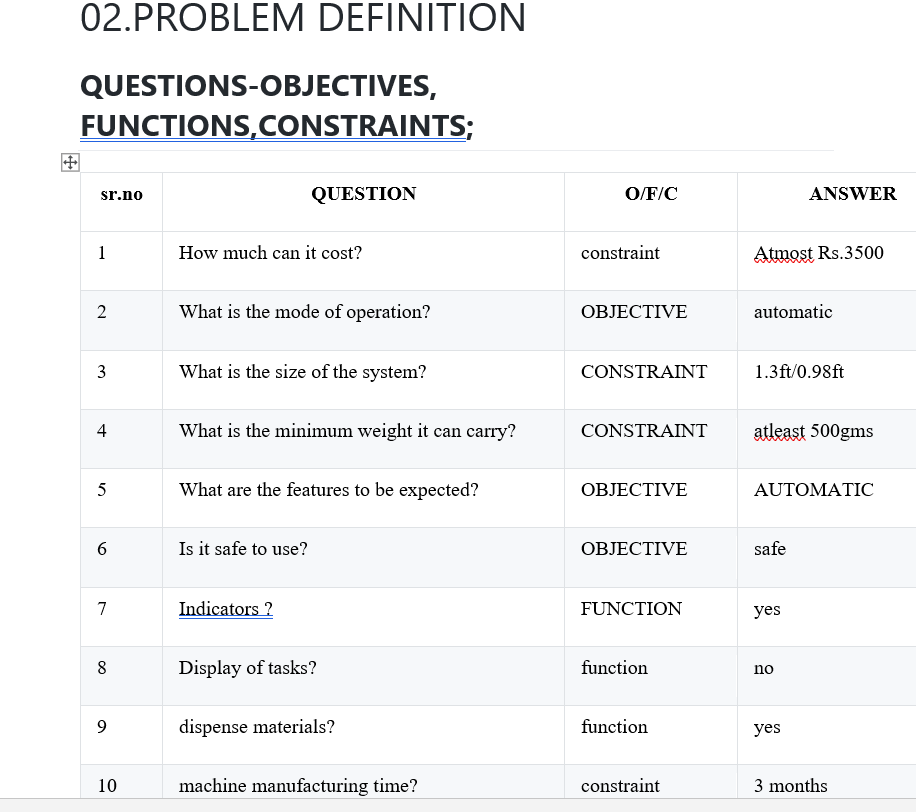 02.PROBLEM DEFINITION
QUESTIONS-OBJECTIVES,
FUNCTIONS,CONSTRAINTS;
sr.no QUESTION O/F/C ANSWER
1 How much can it cost? constraint Atmost Rs.3500
2 What is the mode of operation? OBJECTIVE automatic
3 What is the size of the system? CONSTRAINT 1.3ft/0.98ft
4 What is the minimum weight it can carry? CONSTRAINT atleast 500gms
5 What are the features to be expected? OBJECTIVE AUTOMATIC
6 Is it safe to use? OBJECTIVE safe
7 Indicators ? FUNCTION yes
8 Display of tasks? function no
9 dispense materials? function yes
10 machine manufacturing time? constraint 3 months